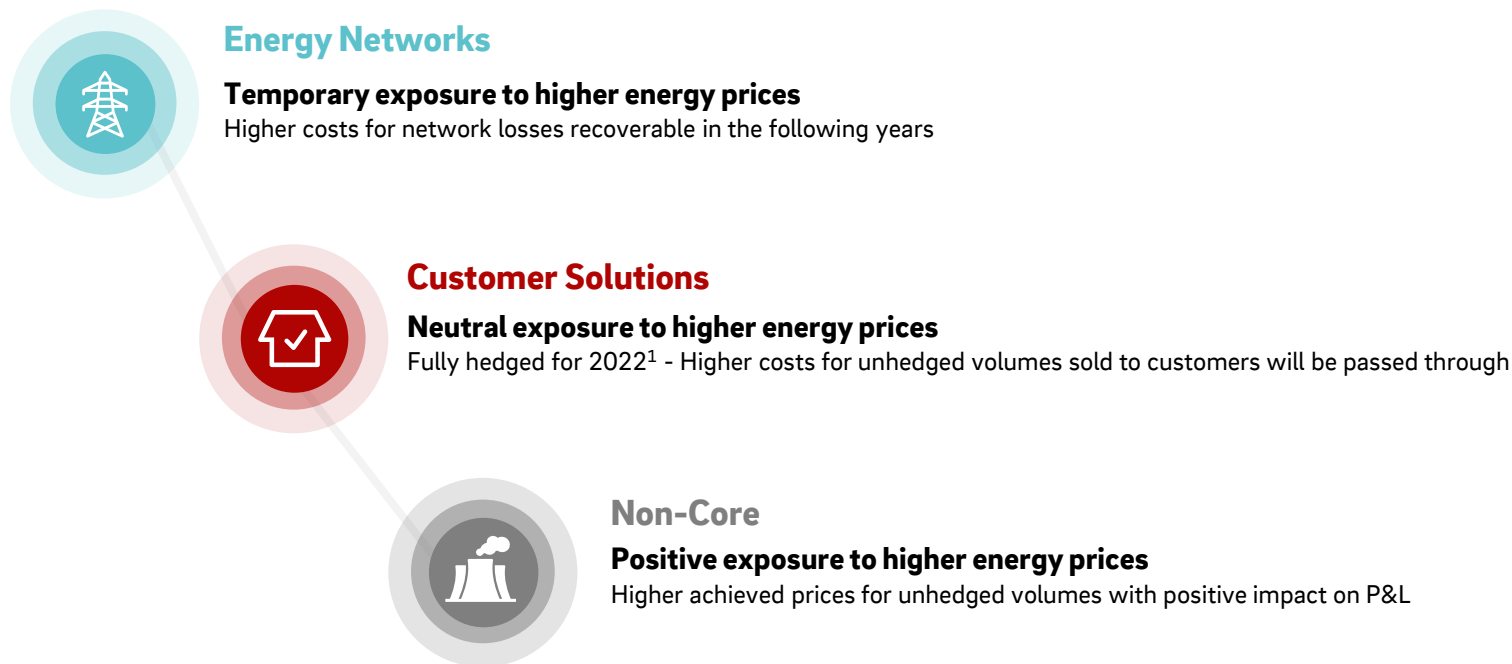 Energy Networks
Temporary exposure to higher energy prices
Higher costs for network losses recoverable in the following years
Customer Solutions
Neutral exposure to higher energy prices
Fully hedged for 2022¹ - Higher costs for unhedged volumes sold to customers will be passed through
Non-Core
Positive exposure to higher energy prices
Higher achieved prices for unhedged volumes with positive impact on P&L